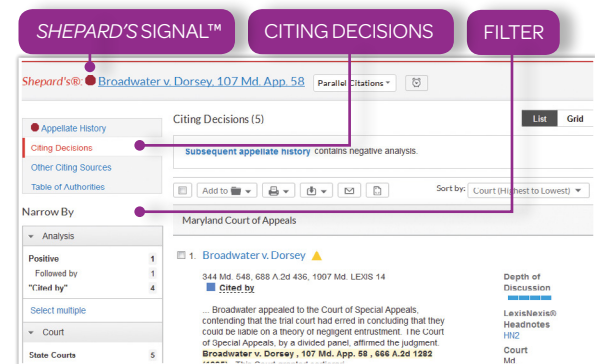 SHEPARD'S SIGNAL™
CITING DECISIONS
FILTER
Shepard's®: Broadwater v. Dorsey, 107 Md. App. 58
Parallel Citations
Appellate History
Citing Decisions
Other Citing Sources
Table of Authorities
Narrow By
Analysis
Positive 1
Followed by 1
"Cited by" 4
Select multiple
Court
State Courts 5
Citing Decisions (5)
List Grid
Subsequent appellate history contains negative analysis.
Add to
Sort by: Court (Highest to Lowest)
Maryland Court of Appeals
1. Broadwater v. Dorsey
344 Md. 548, 688 A.2d 436, 1997 Md. LEXIS 14
Cited by
... Broadwater appealed to the Court of Special Appeals,
contending that the trial court had erred in concluding that they
could be liable on a theory of negligent entrustment. The Court
of Special Appeals, by a divided panel, affirmed the judgment.
Broadwater v. Dorsey , 107 Md. App. 58 , 666 A.2d 1282
Depth of
Discussion
LexisNexis®
Headnotes
HN2
Court
Md.